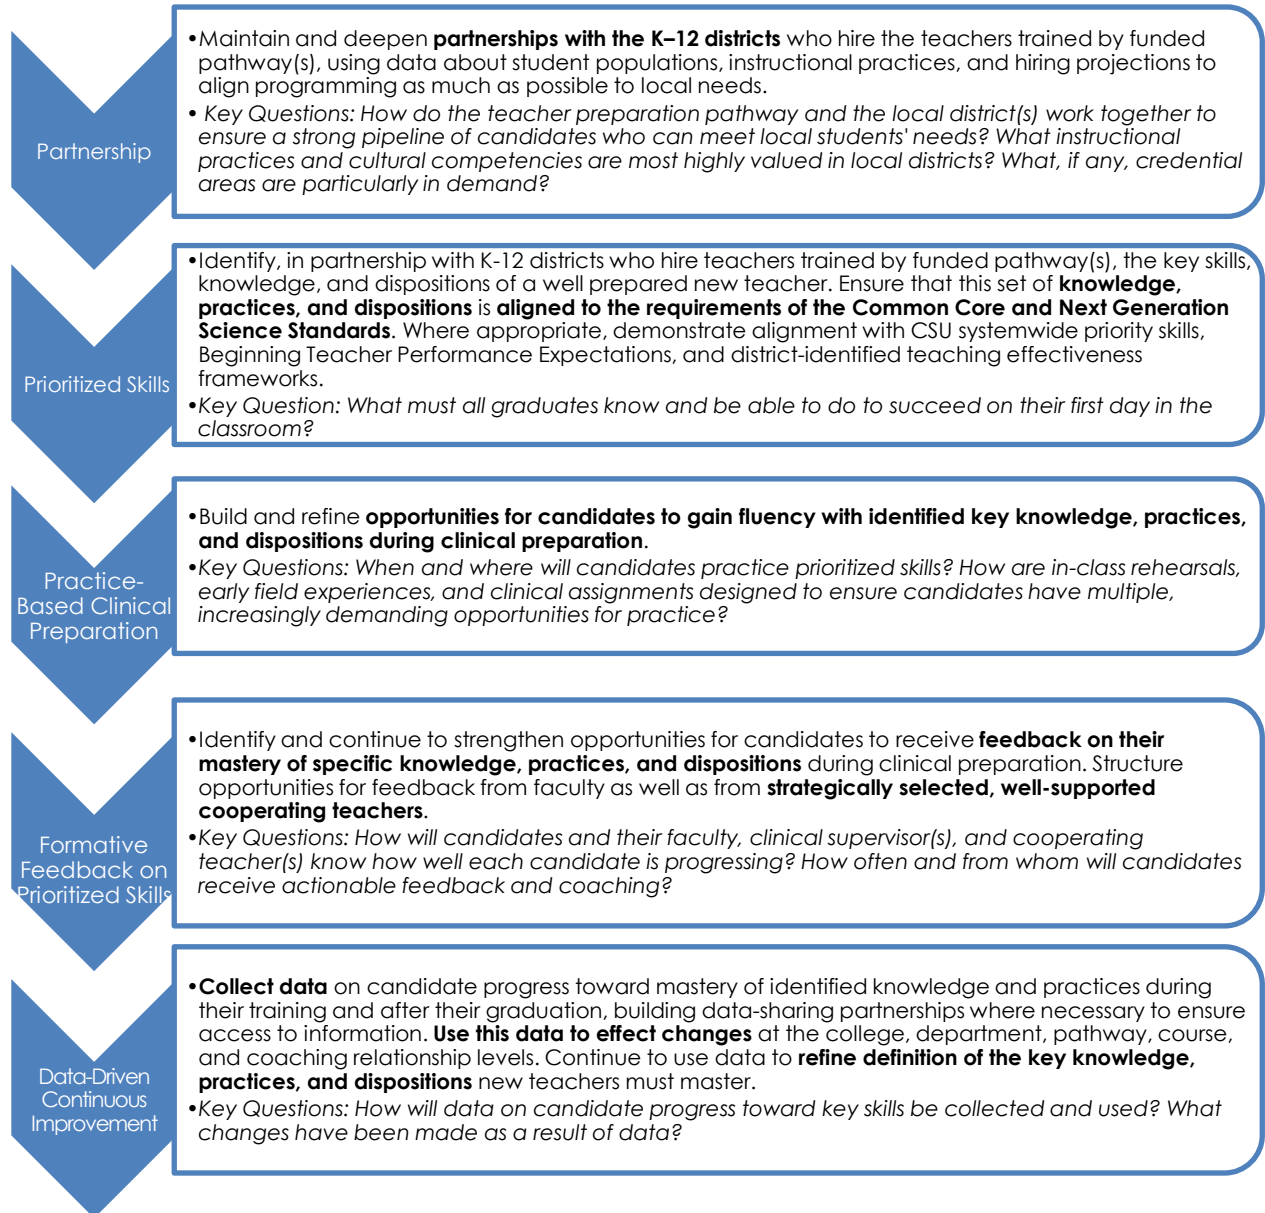 Partnership
•Maintain and deepen partnerships with the K–12 districts who hire the teachers trained by funded
pathway(s), using data about student populations, instructional practices, and hiring projections to
align programming as much as possible to local needs.
• Key Questions: How do the teacher preparation pathway and the local district(s) work together to
ensure a strong pipeline of candidates who can meet local students' needs? What instructional
practices and cultural competencies are most highly valued in local districts? What, if any, credential
areas are particularly in demand?
Prioritized Skills
•Identify, in partnership with K-12 districts who hire teachers trained by funded pathway(s), the key skills,
knowledge, and dispositions of a well prepared new teacher. Ensure that this set of knowledge,
practices, and dispositions is aligned to the requirements of the Common Core and Next Generation
Science Standards. Where appropriate, demonstrate alignment with CSU systemwide priority skills,
Beginning Teacher Performance Expectations, and district-identified teaching effectiveness
frameworks.
•Key Question: What must all graduates know and be able to do to succeed on their first day in the
classroom?
Practice-
Based Clinical
Preparation
•Build and refine opportunities for candidates to gain fluency with identified key knowledge, practices,
and dispositions during clinical preparation.
•Key Questions: When and where will candidates practice prioritized skills? How are in-class rehearsals,
early field experiences, and clinical assignments designed to ensure candidates have multiple,
increasingly demanding opportunities for practice?
Formative
Feedback on
Prioritized Skills
•Identify and continue to strengthen opportunities for candidates to receive feedback on their
mastery of specific knowledge, practices, and dispositions during clinical preparation. Structure
opportunities for feedback from faculty as well as from strategically selected, well-supported
cooperating teachers.
•Key Questions: How will candidates and their faculty, clinical supervisor(s), and cooperating
teacher(s) know how well each candidate is progressing? How often and from whom will candidates
receive actionable feedback and coaching?
Data-Driven
Continuous
Improvement
•Collect data on candidate progress toward mastery of identified knowledge and practices during
their training and after their graduation, building data-sharing partnerships where necessary to ensure
access to information. Use this data to effect changes at the college, department, pathway, course,
and coaching relationship levels. Continue to use data to refine definition of the key knowledge,
practices, and dispositions new teachers must master.
•Key Questions: How will data on candidate progress toward key skills be collected and used? What
changes have been made as a result of data?